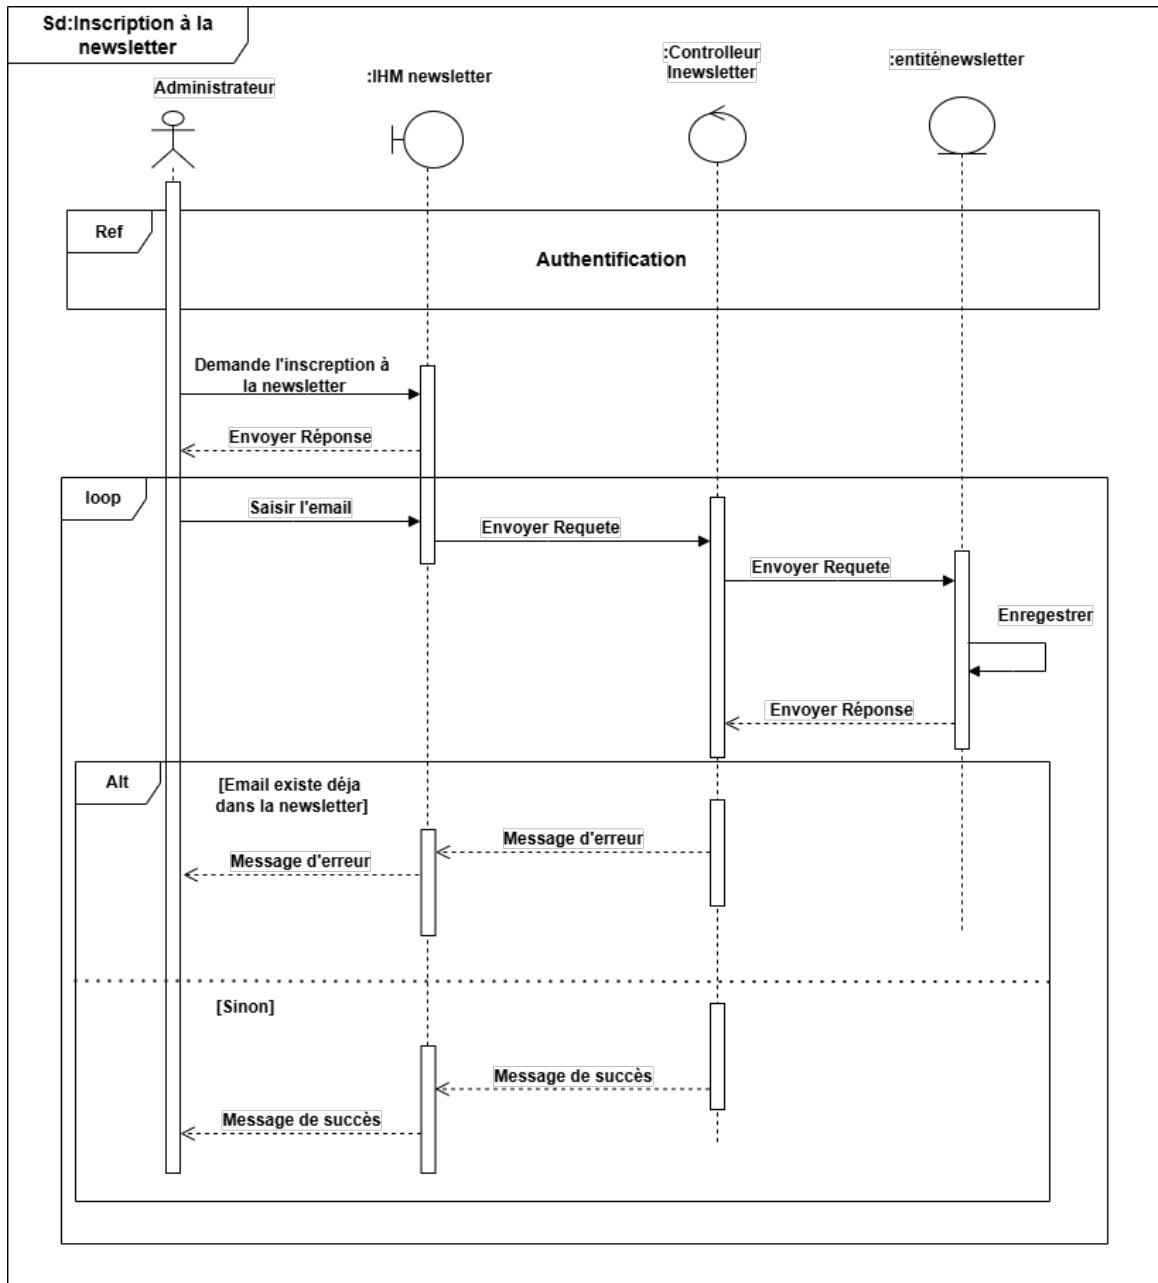 Sd:Inscription à la
newsletter
Administrateur
:IHM newsletter
:Controlleur
lnewsletter
:entiténewsletter
Ref
Authentification
Demande l'inscreption à
la newsletter
Envoyer Réponse
loop
Saisir l'email
Envoyer Requete
Envoyer Requete
Enregestrer
Envoyer Réponse
Alt
[Email existe déja
dans la newsletter]
Message d'erreur
Message d'erreur
[Sinon]
Message de succès
Message de succès